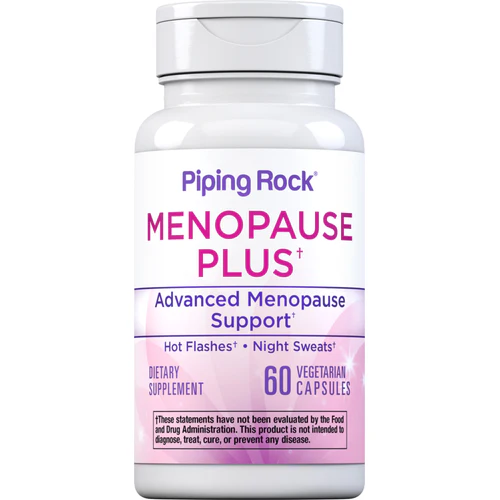 Piping Rock®
MENOPAUSE
PLUS†
Advanced Menopause
Support†
Hot Flashes† • Night Sweats†
DIETARY
SUPPLEMENT
60 VEGETARIAN
CAPSULES
†These statements have not been evaluated by the Food
and Drug Administration. This product is not intended to
diagnose, treat, cure, or prevent any disease.